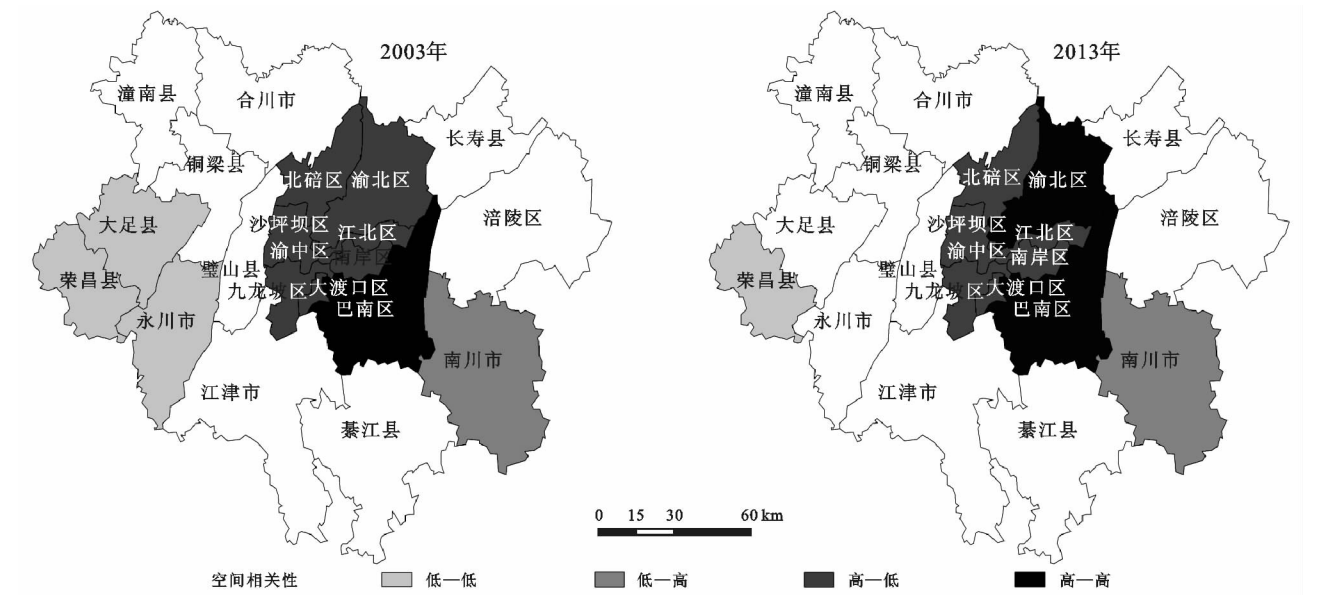 2003年
潼南县
合川市
长寿县
铜梁县
北碚区
渝北区
大足县
沙坪坝区
江北区
涪陵区
渝中区
南岸区
荣昌县
璧山县
九龙坡区
大渡口区
永川市
巴南区
南川市
江津市
綦江县
2013年
潼南县
合川市
长寿县
铜梁县
北碚区
渝北区
大足县
沙坪坝区
江北区
涪陵区
渝中区
南岸区
荣昌县
璧山县
九龙坡区
大渡口区
永川市
巴南区
南川市
江津市
綦江县
0 15 30 60 km
空间相关性 低—低 低—高 高—低 高—高